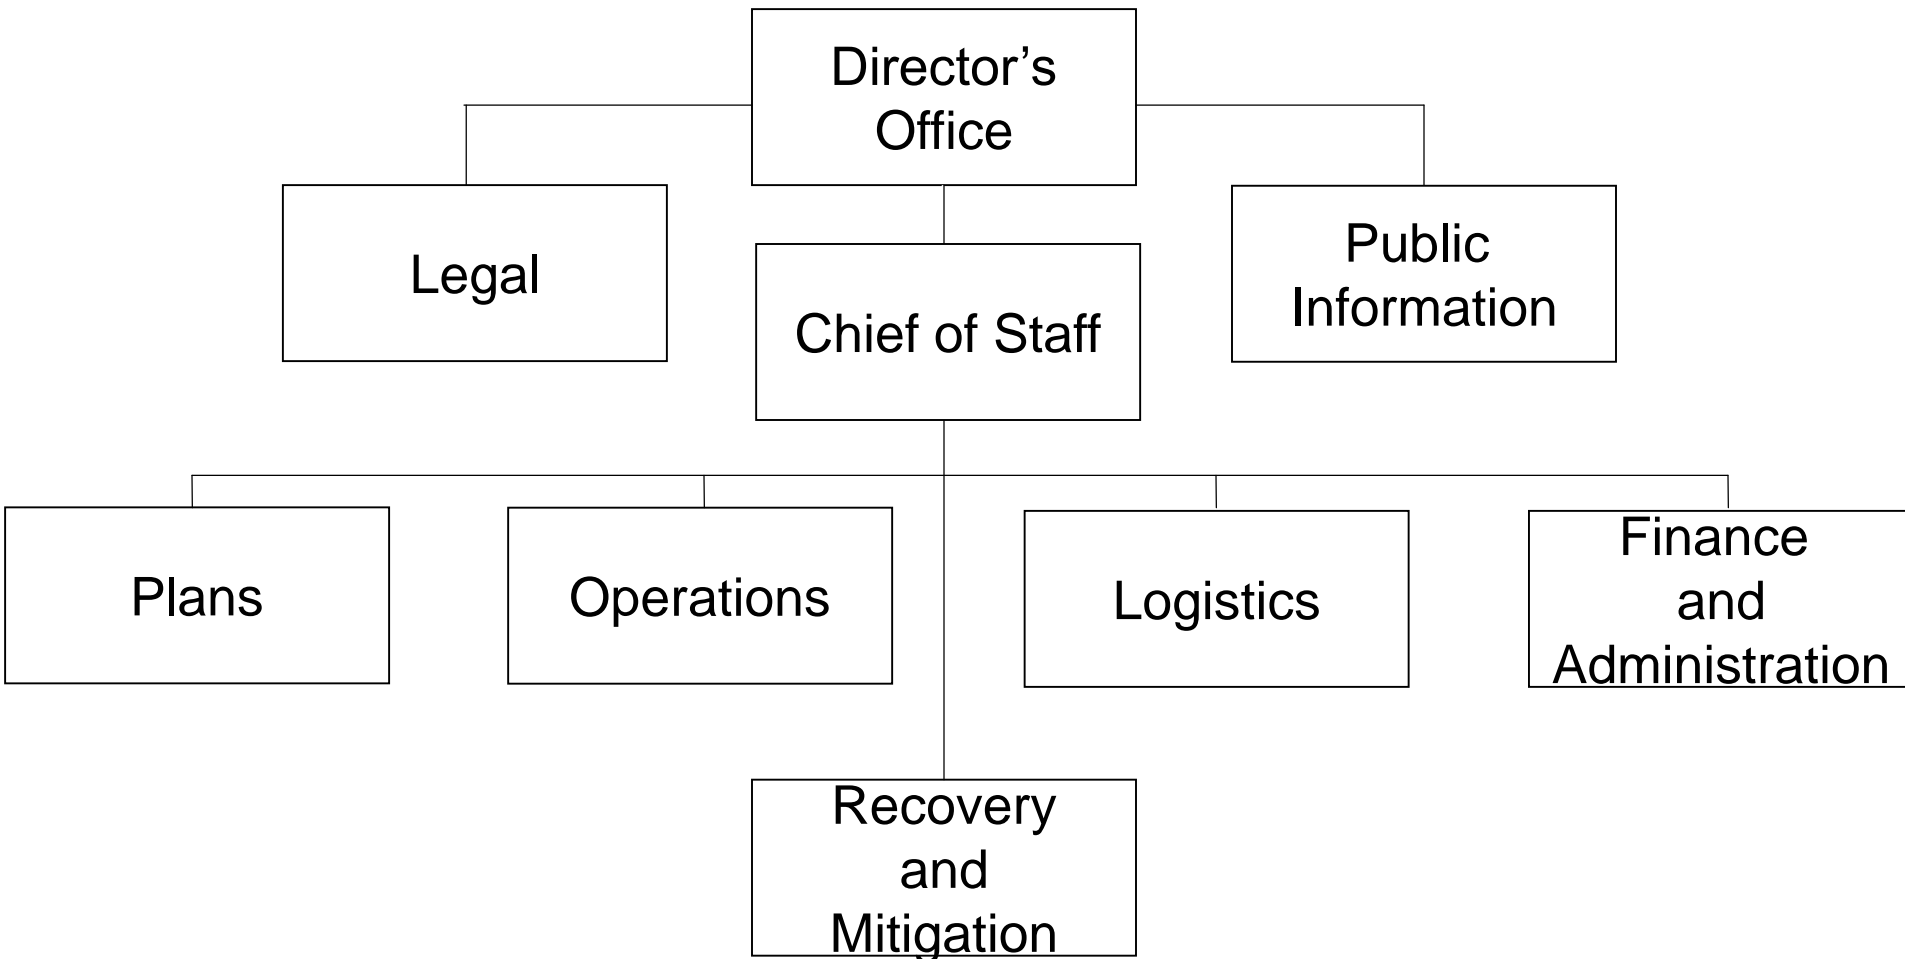 Director’s
Office
Legal
Chief of Staff
Public
Information
Plans
Operations
Logistics
Finance
and
Administration
Recovery
and
Mitigation